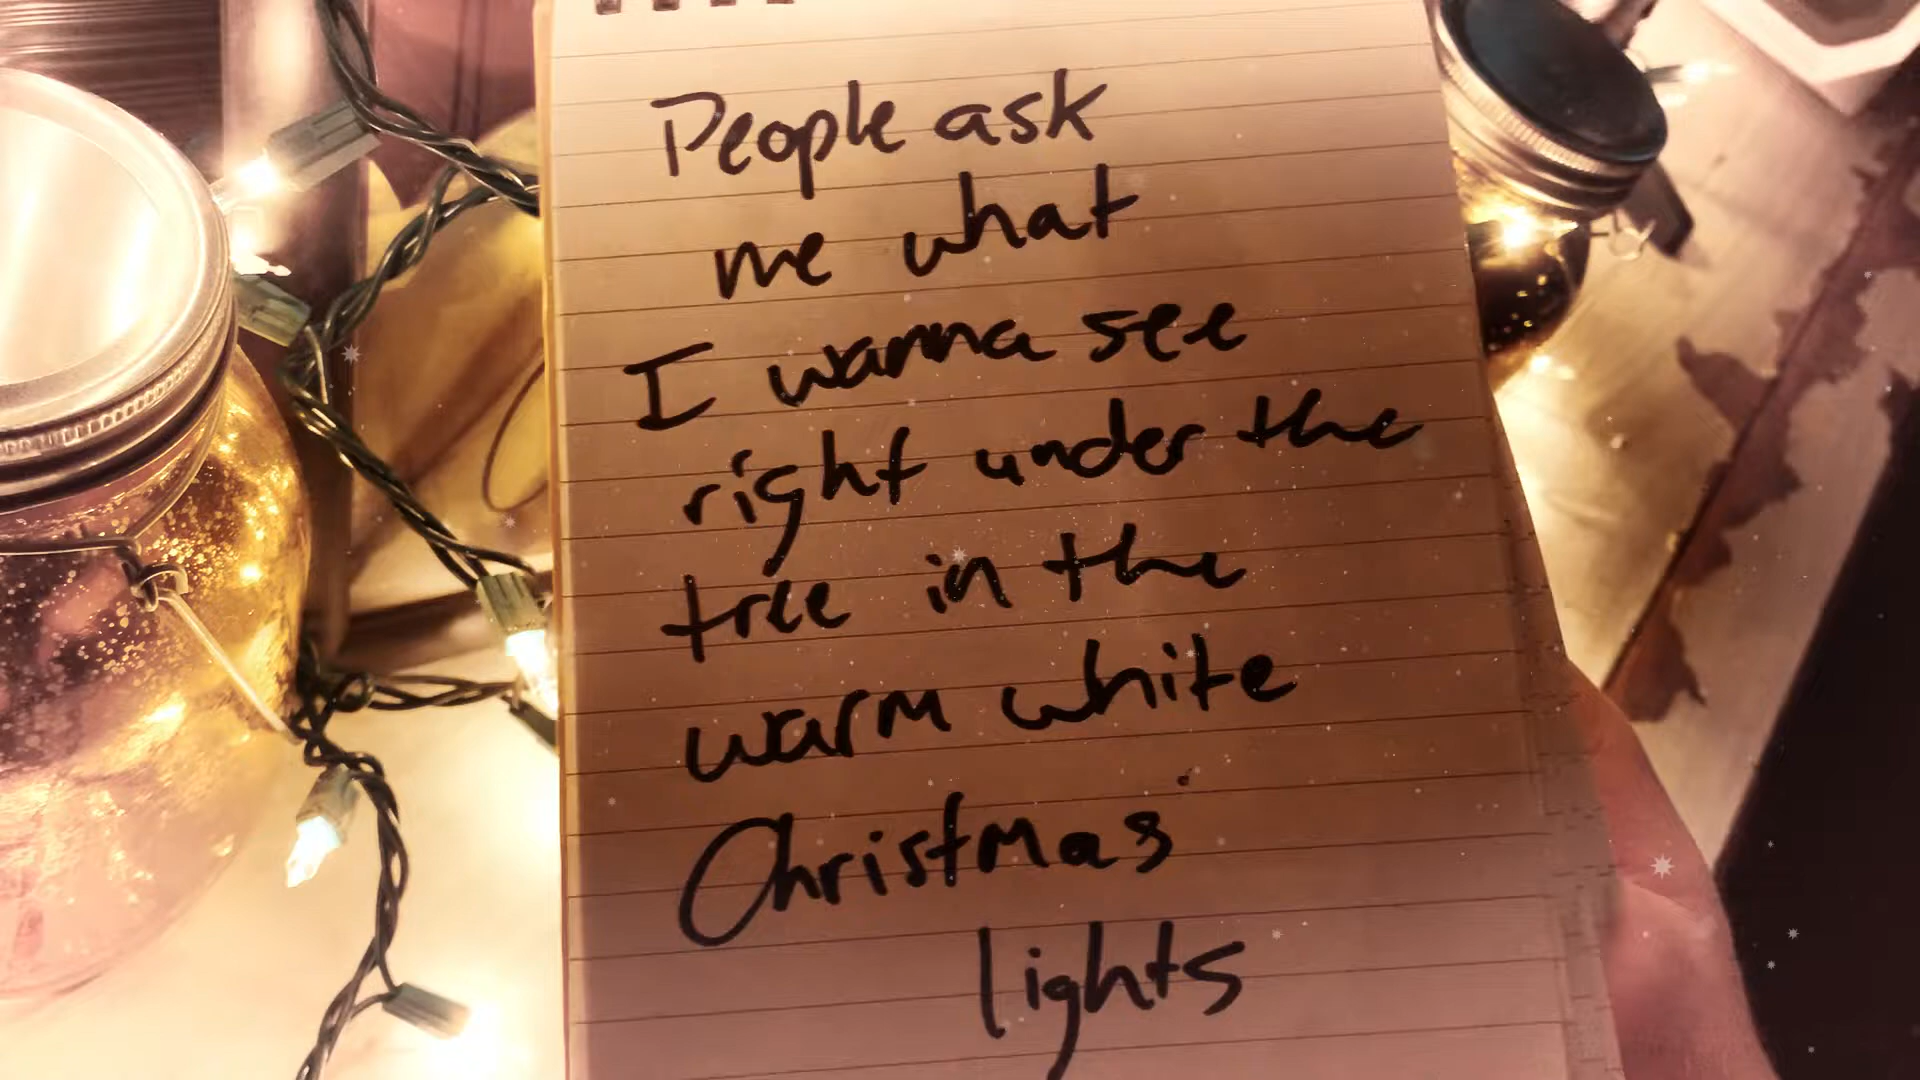 People ask
me what
I wanna see
right under the
tree in the
warm white
Christmas
lights